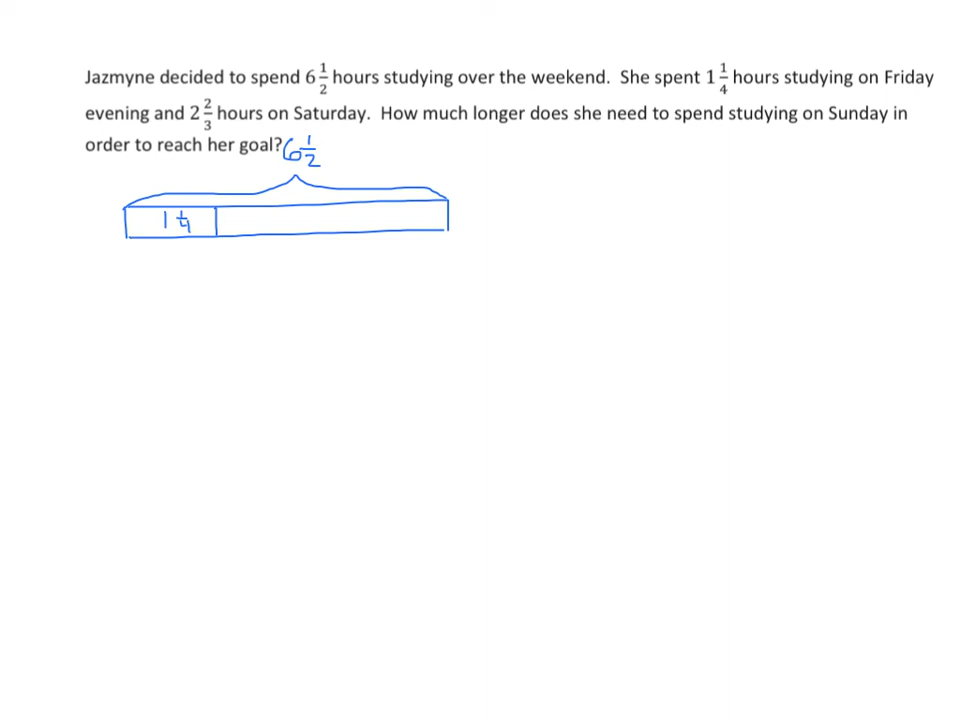 Jazmyne decided to spend 6 1/2 hours studying over the weekend. She spent 1 1/4 hours studying on Friday
evening and 2 2/3 hours on Saturday. How much longer does she need to spend studying on Sunday in
order to reach her goal? 6 1/2
1 1/4